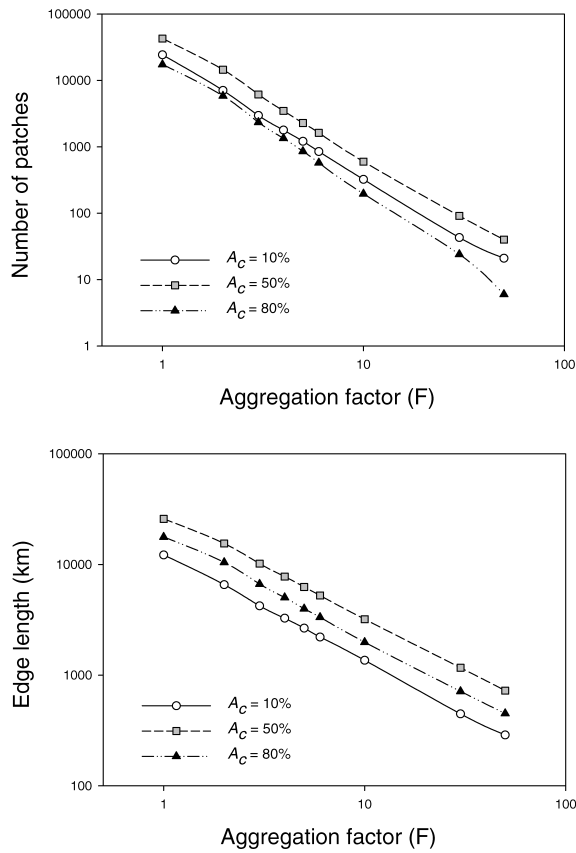 100000
10000
1000
100
10
1
Number of patches
A_c = 10%
A_c = 50%
A_c = 80%
1 10 100
Aggregation factor (F)
100000
10000
1000
100
Edge length (km)
A_c = 10%
A_c = 50%
A_c = 80%
1 10 100
Aggregation factor (F)